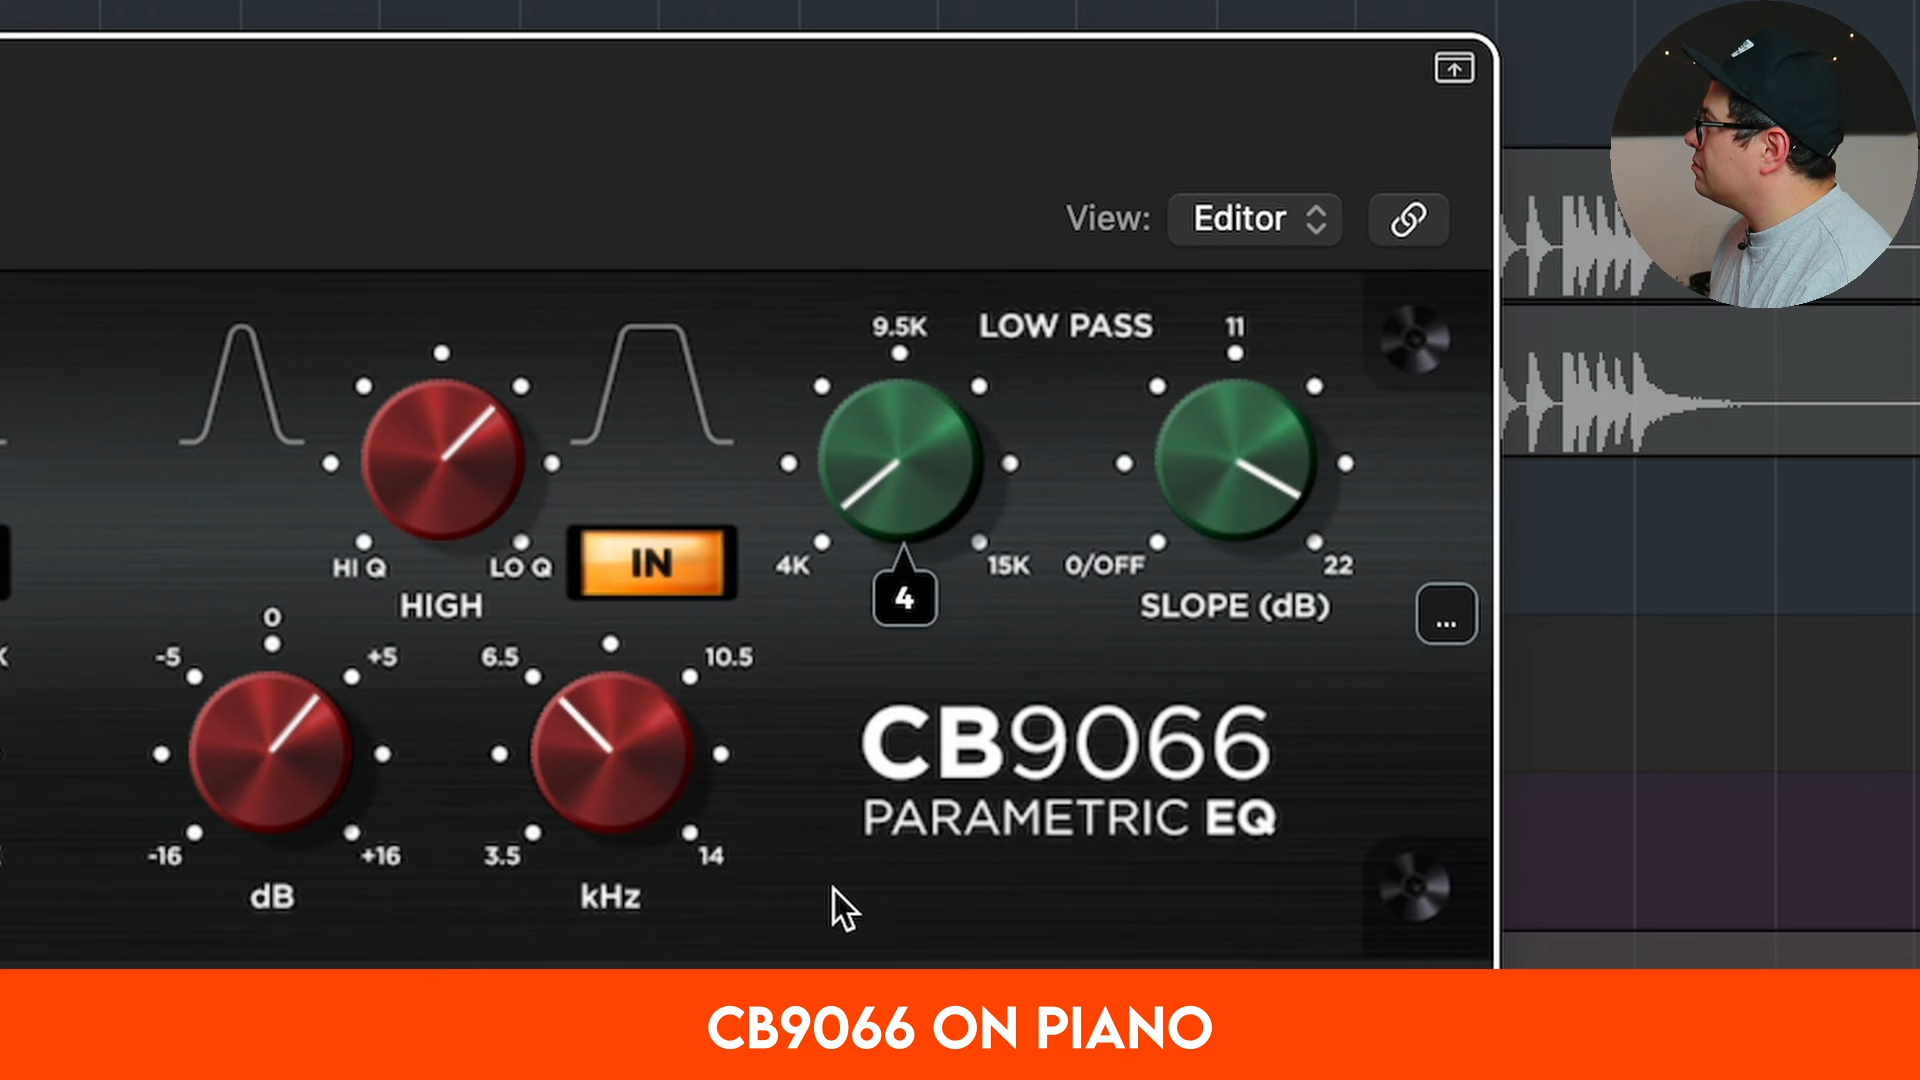 View: Editor
9.5K LOW PASS 11
4K 15K 0/OFF 22
4
SLOPE (dB)
HI Q LO Q
HIGH
IN
0
-5 +5 6.5 10.5
-16 +16 3.5 14
dB kHz
...
CB9066
PARAMETRIC EQ
CB9066 ON PIANO